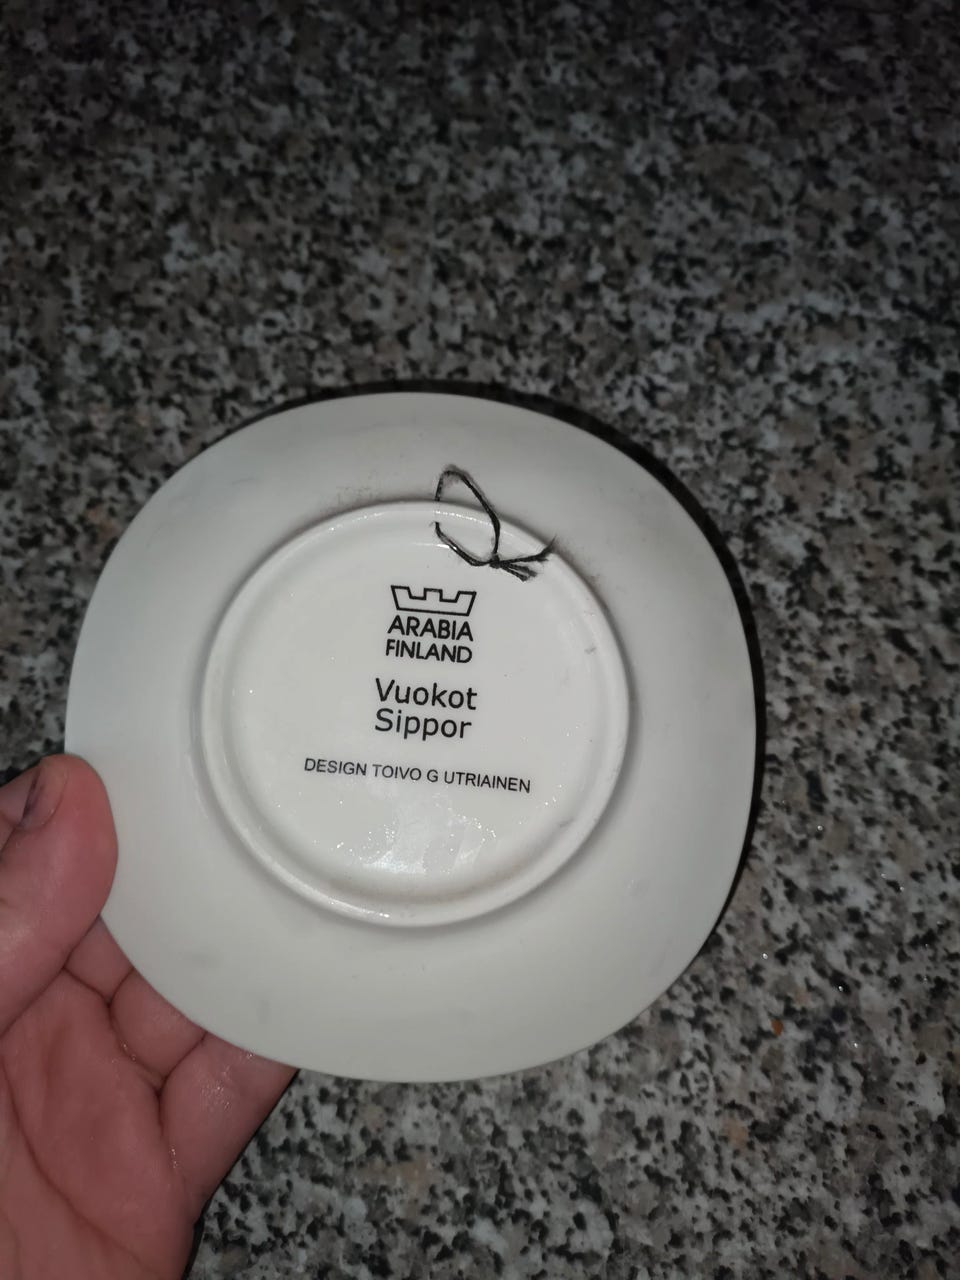 ARABIA
FINLAND
Vuokot
Sippor
DESIGN TOIVO G UTRIAINEN